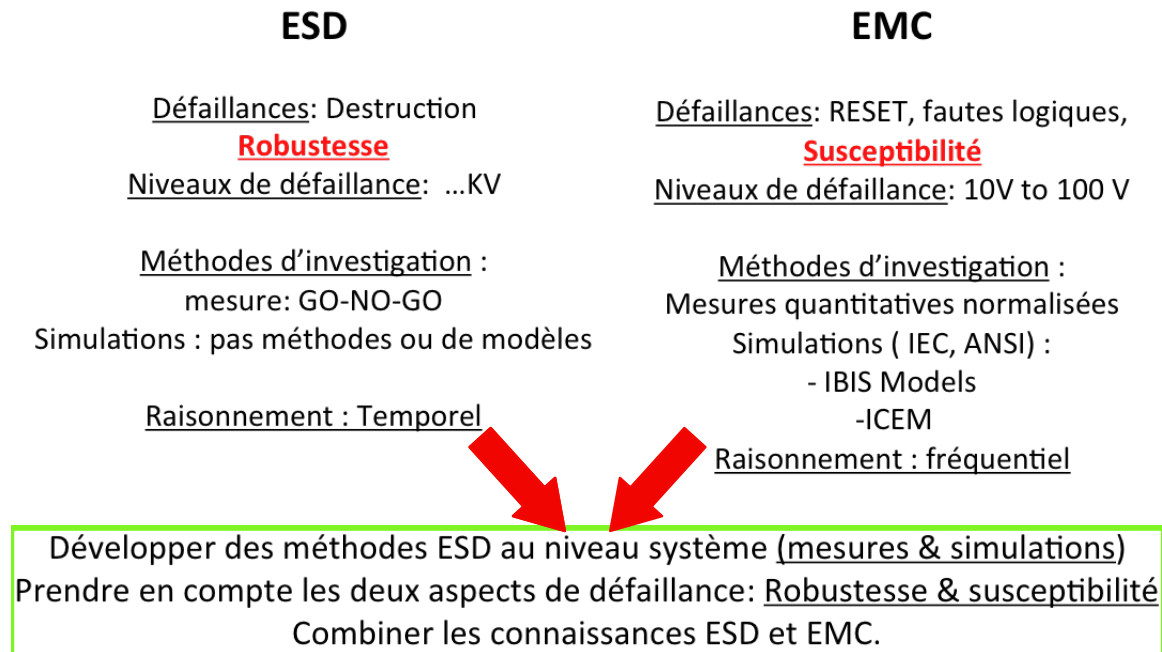 ESD
Défaillances: Destruction
Robustesse
Niveaux de défaillance: ...KV
Méthodes d’investigation :
mesure: GO-NO-GO
Simulations : pas méthodes ou de modèles
Raisonnement : Temporel
EMC
Défaillances: RESET, fautes logiques,
Susceptibilité
Niveaux de défaillance: 10V to 100 V
Méthodes d’investigation :
Mesures quantitatives normalisées
Simulations ( IEC, ANSI) :
- IBIS Models
-ICEM
Raisonnement : fréquentiel
Développer des méthodes ESD au niveau système (mesures & simulations)
Prendre en compte les deux aspects de défaillance: Robustesse & susceptibilité
Combiner les connaissances ESD et EMC.